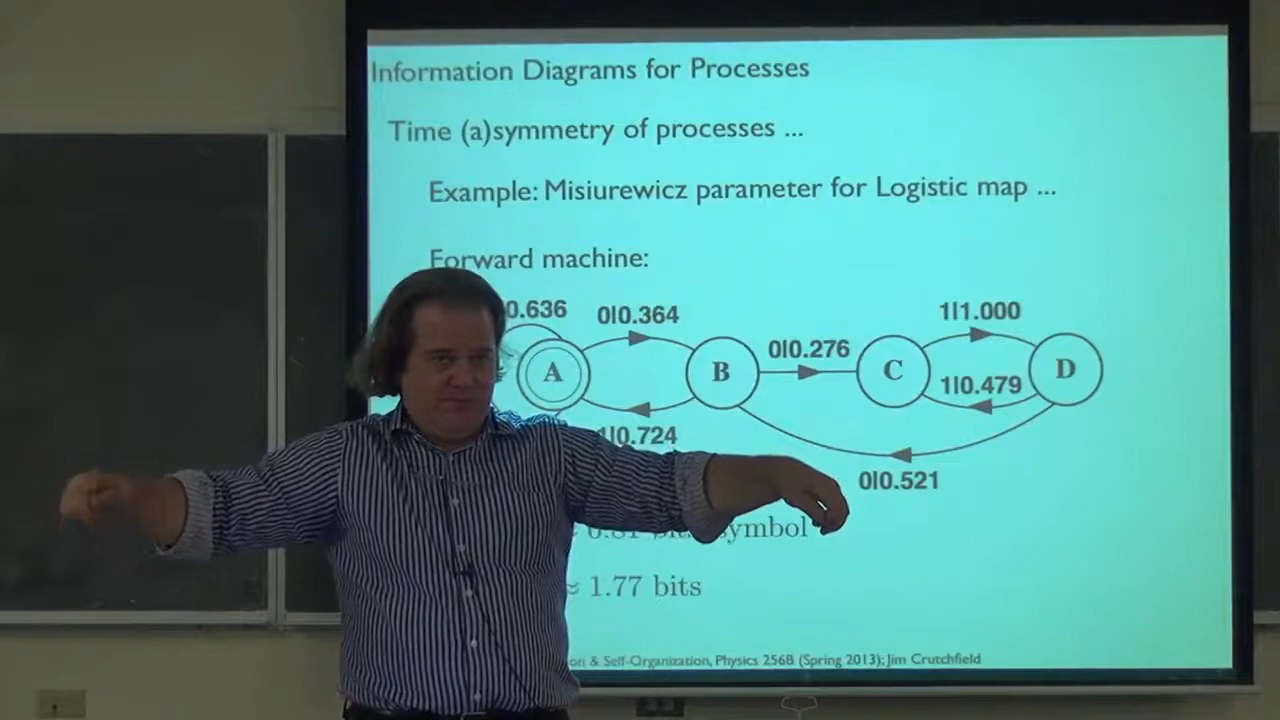 Information Diagrams for Processes
Time (a)symmetry of processes ...
Example: Misiurewicz parameter for Logistic map ...
Forward machine:
0.636
0|0.364
1|1.000
0|0.276
A
B
C
D
1|0.479
1|0.724
0|0.521
≈ 1.77 bits
& Self-Organization, Physics 256B (Spring 2013); Jim Crutchfield